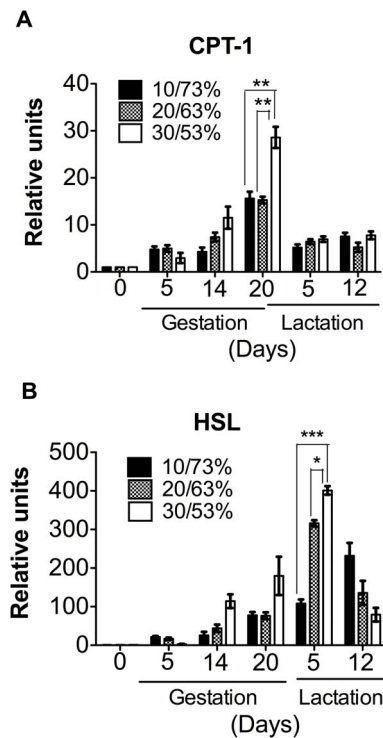 A
CPT-1
40
30
20
10
0
Relative units
10/73%
20/63%
30/53%
**
**
0 5 14 20 5 12
Gestation Lactation
(Days)
B
HSL
500
400
300
200
100
0
Relative units
10/73%
20/63%
30/53%
***
*
0 5 14 20 5 12
Gestation Lactation
(Days)